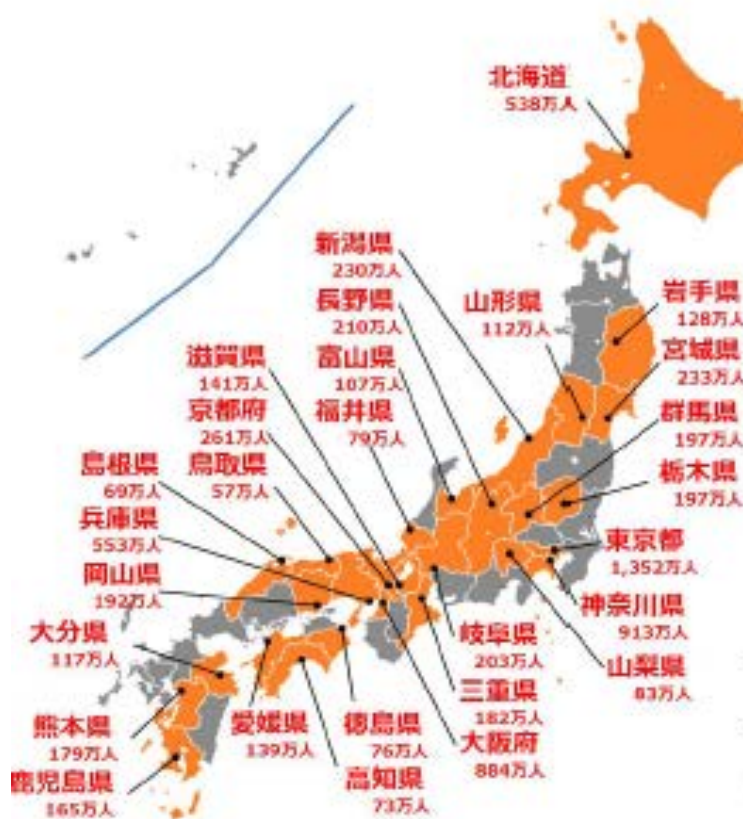 北海道
538万人
新潟県
230万人
長野県
210万人
山形県
112万人
岩手県
128万人
宮城県
233万人
滋賀県
141万人
富山県
107万人
京都府
261万人
福井県
79万人
群馬県
197万人
島根県
69万人
鳥取県
57万人
栃木県
197万人
兵庫県
553万人
東京都
1,352万人
岡山県
192万人
神奈川県
913万人
大分県
117万人
岐阜県
203万人
山梨県
83万人
三重県
182万人
熊本県
179万人
愛媛県
139万人
徳島県
76万人
大阪府
884万人
鹿児島県
165万人
高知県
73万人